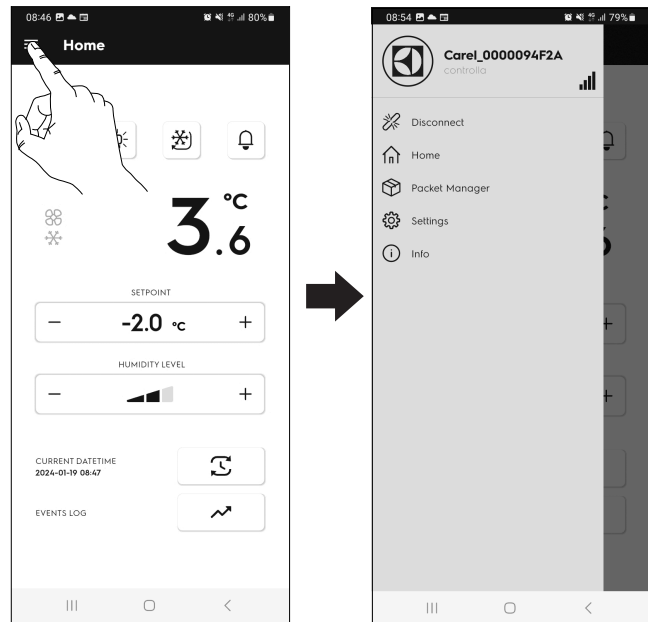 08:46
80%
Home
3.6 °C
SETPOINT
− -2.0 °C +
HUMIDITY LEVEL
− +
CURRENT DATETIME
2024-01-19 08:47
EVENTS LOG
08:54
79%
Carel_0000094F2A
controlla
Disconnect
Home
Packet Manager
Settings
Info